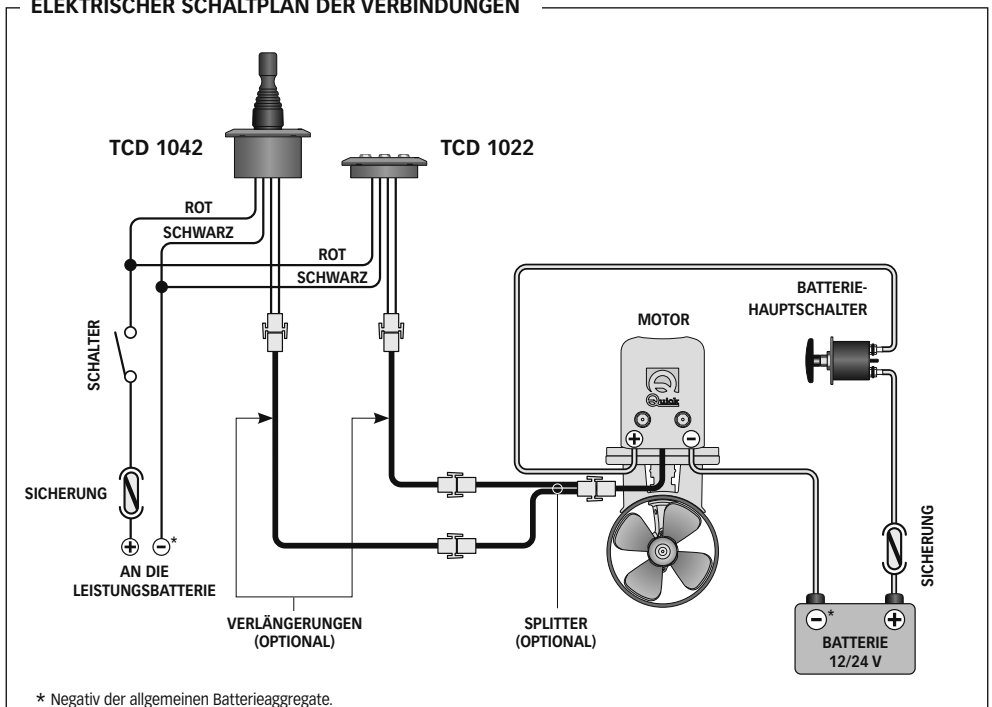 ELEKTRISCHER SCHALTPLAN DER VERBINDUNGEN
TCD 1042
TCD 1022
ROT
SCHWARZ
ROT
SCHWARZ
BATTERIE-
HAUPTSCHALTER
MOTOR
SCHALTER
Quick
+
−
SICHERUNG
SICHERUNG
+
− *
AN DIE
LEISTUNGSBATTERIE
VERLÄNGERUNGEN
(OPTIONAL)
SPLITTER
(OPTIONAL)
− *
+
BATTERIE
12/24 V
* Negativ der allgemeinen Batterieaggregate.